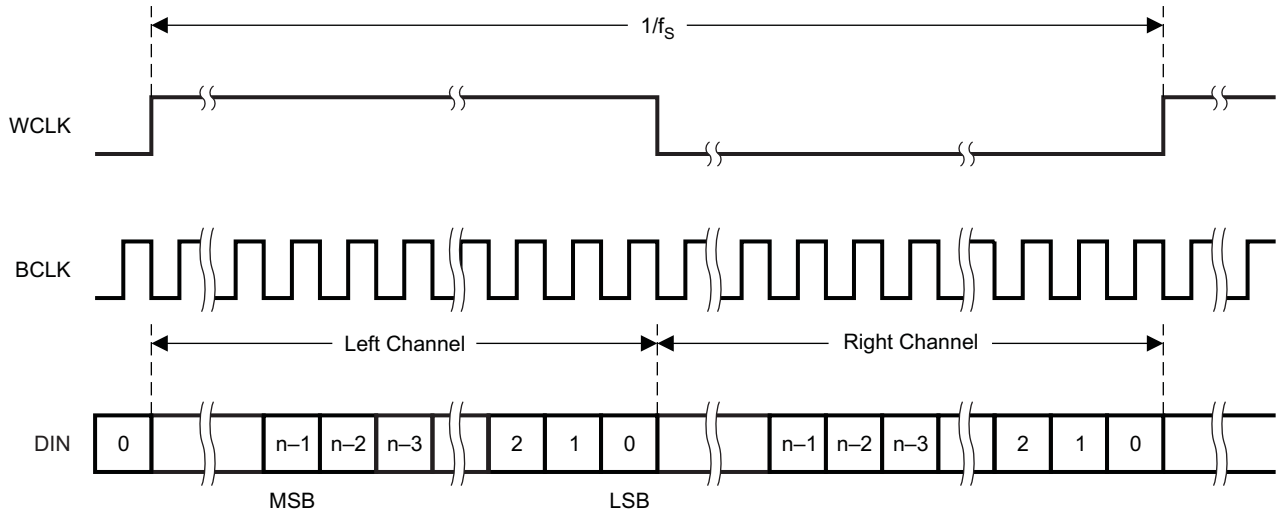 1/fS
WCLK
BCLK
Left Channel
Right Channel
DIN
0 n–1 n–2 n–3 2 1 0 n–1 n–2 n–3 2 1 0
MSB LSB